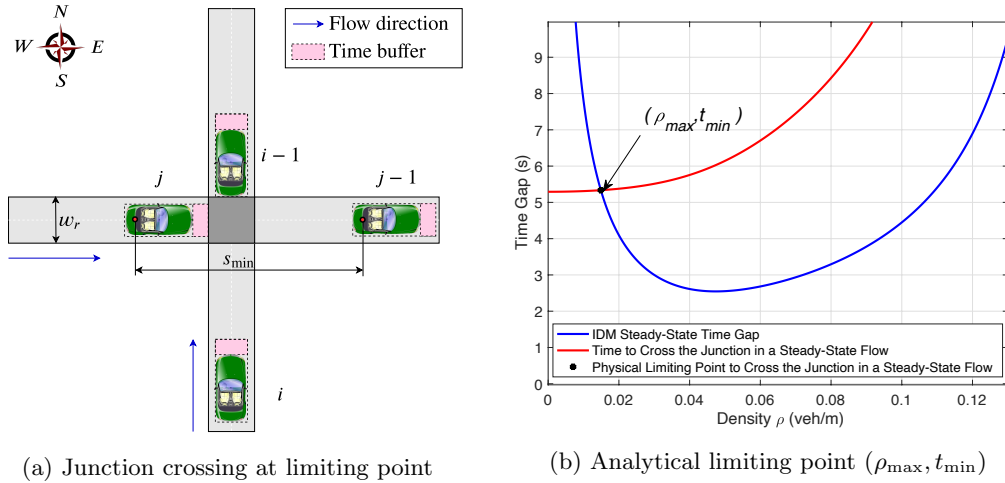 N
W E
S
Flow direction
Time buffer
i − 1
j
j − 1
w_r
s_min
i
(a) Junction crossing at limiting point
Time Gap (s)
9
8
7
6
5
4
3
2
1
0
(ρ_max, t_min)
IDM Steady-State Time Gap
Time to Cross the Junction in a Steady-State Flow
Physical Limiting Point to Cross the Junction in a Steady-State Flow
0 0.02 0.04 0.06 0.08 0.1 0.12
Density ρ (veh/m)
(b) Analytical limiting point (ρ_max, t_min)